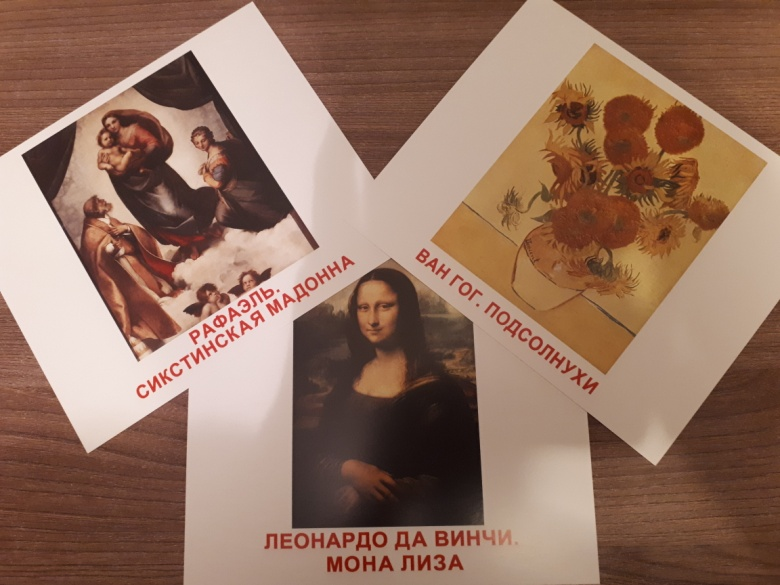 РАФАЭЛЬ.
СИКСТИНСКАЯ МАДОННА
ВАН ГОГ. ПОДСОЛНУХИ
ЛЕОНАРДО ДА ВИНЧИ.
МОНА ЛИЗА